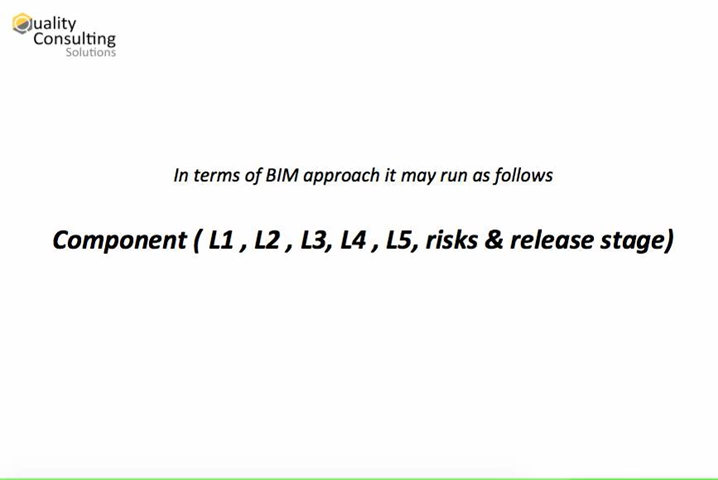 Quality
Consulting
Solutions
In terms of BIM approach it may run as follows
Component ( L1 , L2 , L3, L4 , L5, risks & release stage)